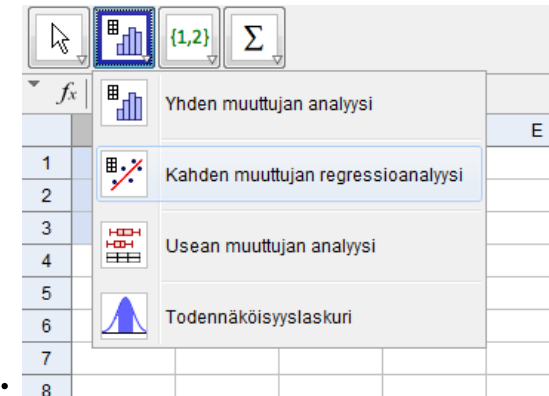 {1,2} Σ
fx
E
1
Yhden muuttujan analyysi
2
Kahden muuttujan regressioanalyysi
3
4
Usean muuttujan analyysi
5
6
Todennäköisyyslaskuri
7
8